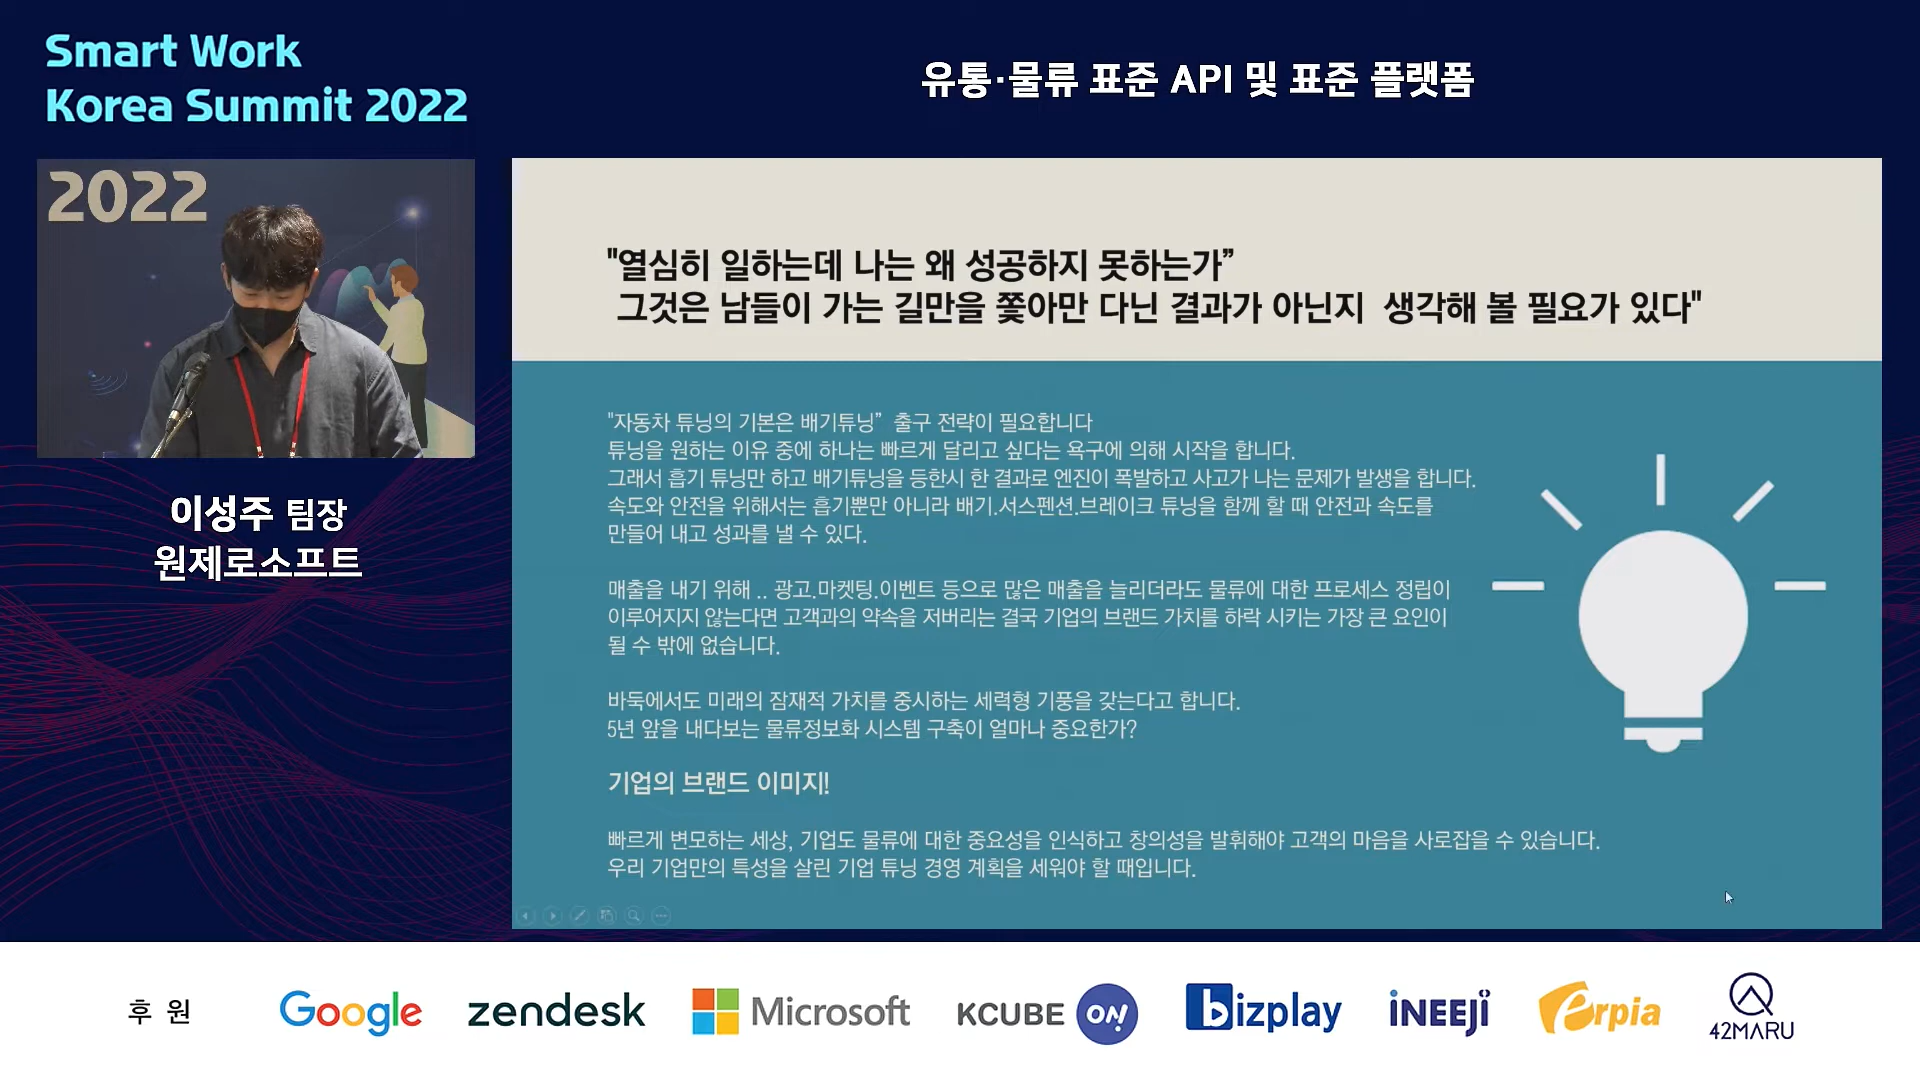 Smart Work
Korea Summit 2022
유통·물류 표준 API 및 표준 플랫폼
2022
이성주 팀장
원제로소프트
"열심히 일하는데 나는 왜 성공하지 못하는가”
그것은 남들이 가는 길만을 쫓아만 다닌 결과가 아닌지 생각해 볼 필요가 있다"
"자동차 튜닝의 기본은 배기튜닝” 출구 전략이 필요합니다
튜닝을 원하는 이유 중에 하나는 빠르게 달리고 싶다는 욕구에 의해 시작을 합니다.
그래서 흡기 튜닝만 하고 배기튜닝을 등한시 한 결과로 엔진이 폭발하고 사고가 나는 문제가 발생을 합니다.
속도와 안전을 위해서는 흡기뿐만 아니라 배기.서스펜션.브레이크 튜닝을 함께 할 때 안전과 속도를
만들어 내고 성과를 낼 수 있다.
매출을 내기 위해 .. 광고.마켓팅.이벤트 등으로 많은 매출을 늘리더라도 물류에 대한 프로세스 정립이
이루어지지 않는다면 고객과의 약속을 저버리는 결국 기업의 브랜드 가치를 하락 시키는 가장 큰 요인이
될 수 밖에 없습니다.
바둑에서도 미래의 잠재적 가치를 중시하는 세력형 기풍을 갖는다고 합니다.
5년 앞을 내다보는 물류정보화 시스템 구축이 얼마나 중요한가?
기업의 브랜드 이미지!
빠르게 변모하는 세상, 기업도 물류에 대한 중요성을 인식하고 창의성을 발휘해야 고객의 마음을 사로잡을 수 있습니다.
우리 기업만의 특성을 살린 기업 튜닝 경영 계획을 세워야 할 때입니다.
후 원
Google
zendesk
Microsoft
KCUBE ON!
bizplay
iNEEJi
erpia
42MARU